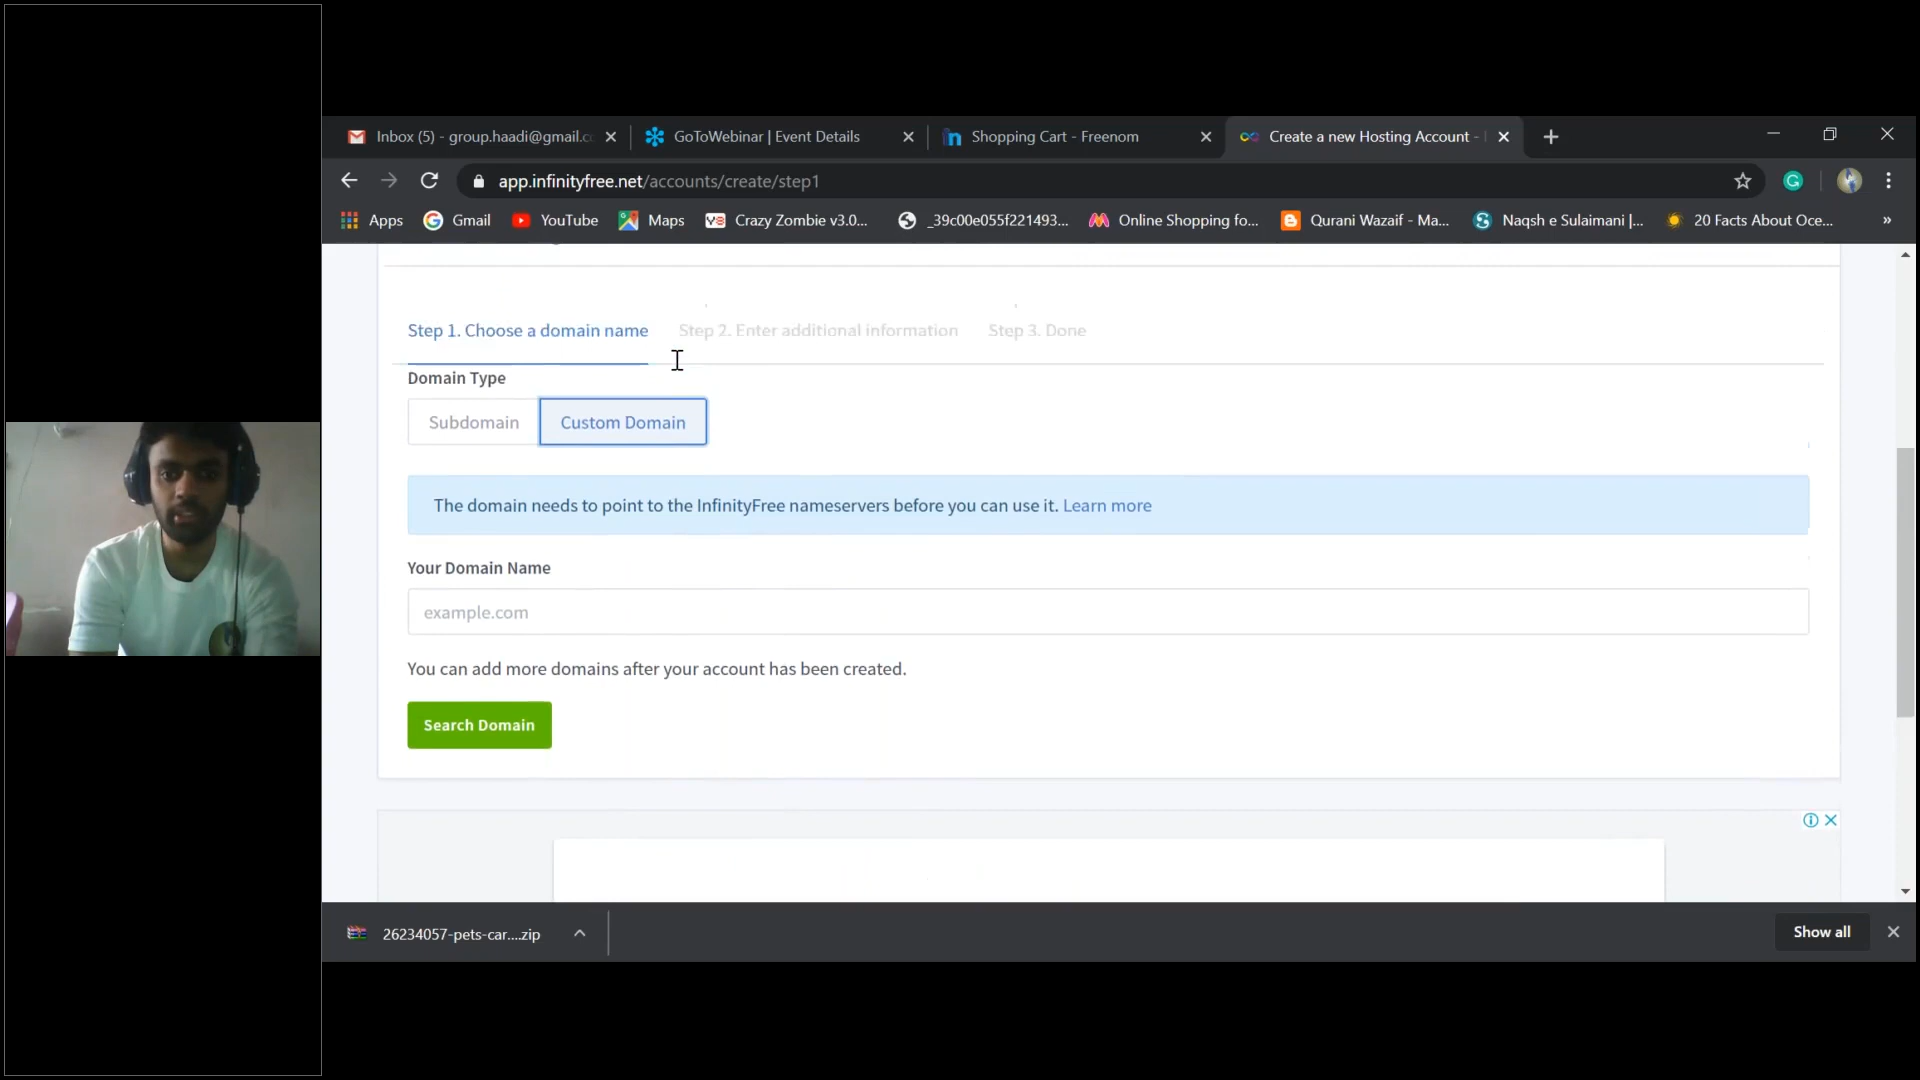 Inbox (5) - group.haadi@gmail.c
GoToWebinar | Event Details
Shopping Cart - Freenom
Create a new Hosting Account -
app.infinityfree.net/accounts/create/step1
Apps
Gmail
YouTube
Maps
Crazy Zombie v3.0...
_39c00e055f221493...
Online Shopping fo...
Qurani Wazaif - Ma...
Naqsh e Sulaimani |...
20 Facts About Oce...
»
Step 1. Choose a domain name
Step 2. Enter additional information
Step 3. Done
Domain Type
Subdomain
Custom Domain
The domain needs to point to the InfinityFree nameservers before you can use it. Learn more
Your Domain Name
example.com
You can add more domains after your account has been created.
Search Domain
26234057-pets-car....zip
Show all